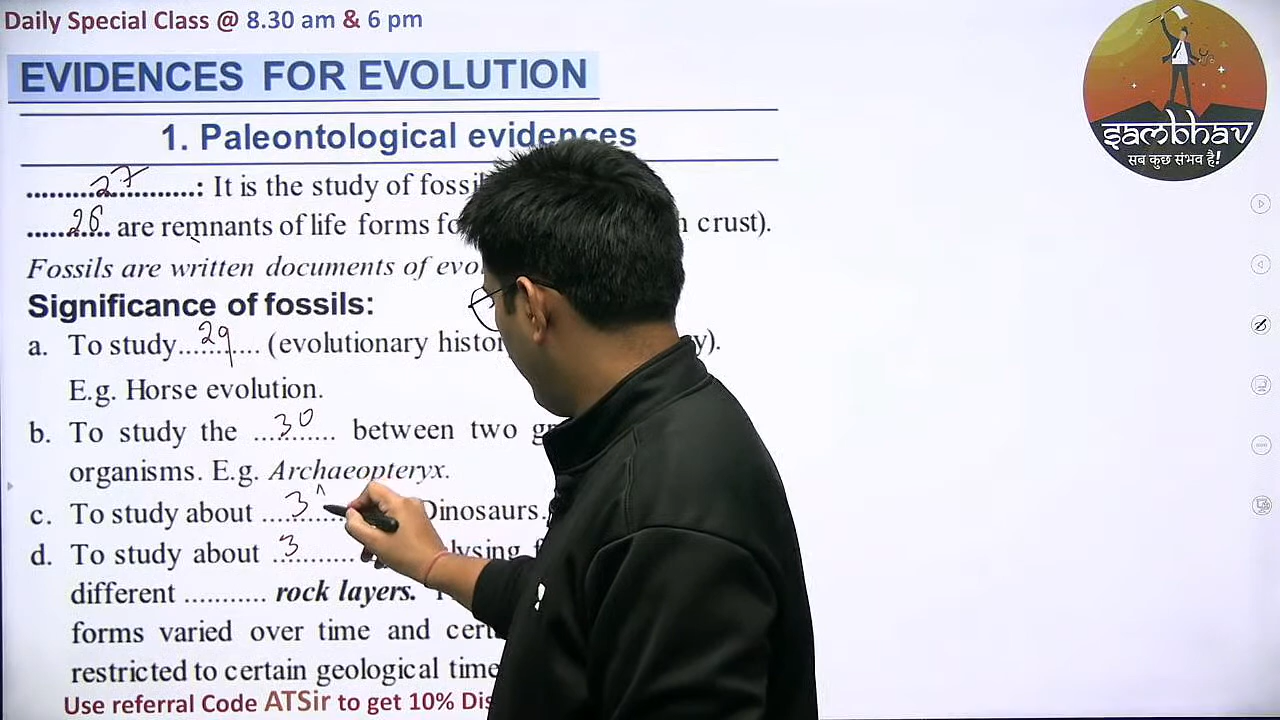 Daily Special Class @ 8.30 am & 6 pm
EVIDENCES FOR EVOLUTION
1. Paleontological evidences
27
....................: It is the study of fossi
26
.......... are remnants of life forms fo crust).
Fossils are written documents of evo
Significance of fossils:
29
a. To study........... (evolutionary histor y).
E.g. Horse evolution.
30
b. To study the ........... between two g
organisms. E.g. Archaeopteryx.
3
c. To study about ........... Dinosaurs.
3
d. To study about ........... lysing
different ........... rock layers.
forms varied over time and cert
restricted to certain geological time
Use referral Code ATSir to get 10% Dis
sambhav
सब कुछ संभव है!